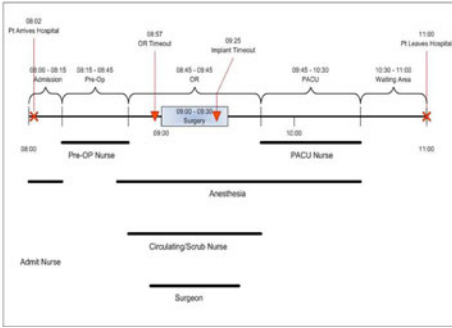 08:02
Pt Arrives Hospital
08:57
OR Timeout
09:25
Implant Timeout
11:00
Pt Leaves Hospital
08:00 - 08:15
Admission
08:15 - 08:45
Pre-Op
08:45 - 09:45
OR
09:45 - 10:30
PACU
10:30 - 11:00
Waiting Area
09:00 - 09:30
Surgery
08:00
09:30
10:00
11:00
Pre-OP Nurse
PACU Nurse
Anesthesia
Circulating/Scrub Nurse
Admit Nurse
Surgeon